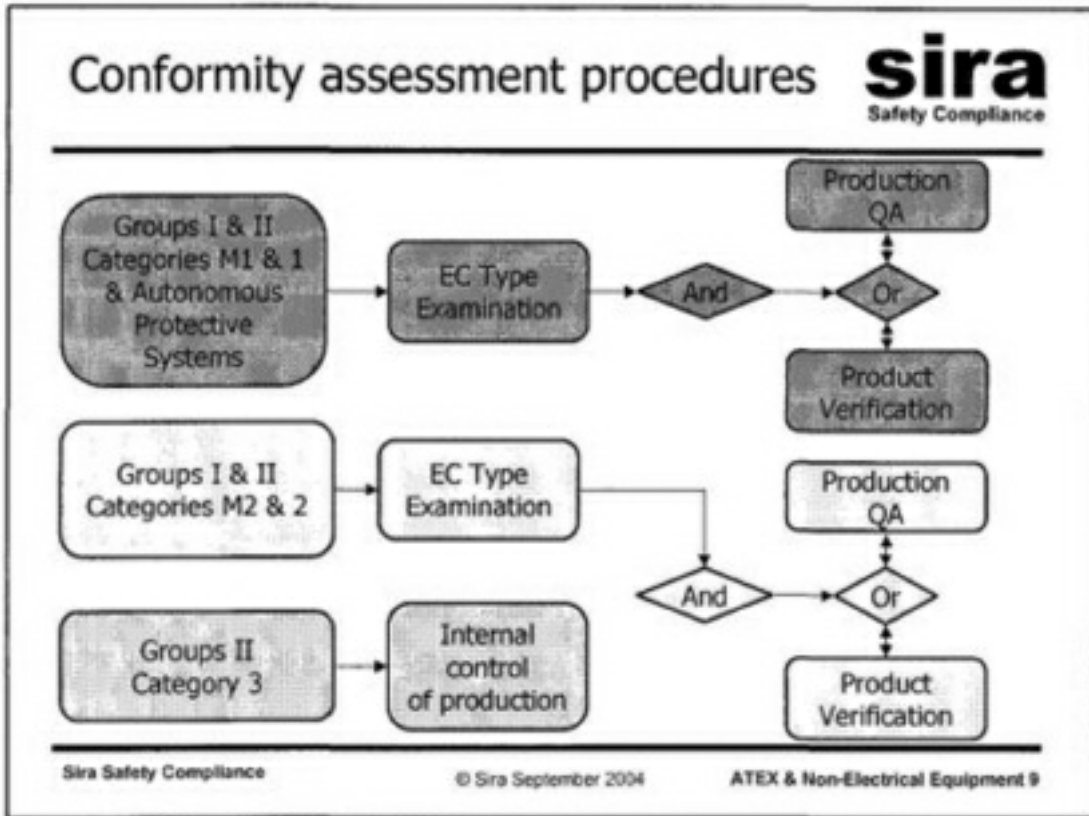 Conformity assessment procedures
sira
Safety Compliance
Groups I & II
Categories M1 & 1
& Autonomous
Protective
Systems
EC Type
Examination
And
Or
Production
QA
Product
Verification
Groups I & II
Categories M2 & 2
EC Type
Examination
And
Or
Production
QA
Product
Verification
Groups II
Category 3
Internal
control
of production
Sira Safety Compliance
© Sira September 2004
ATEX & Non-Electrical Equipment 9